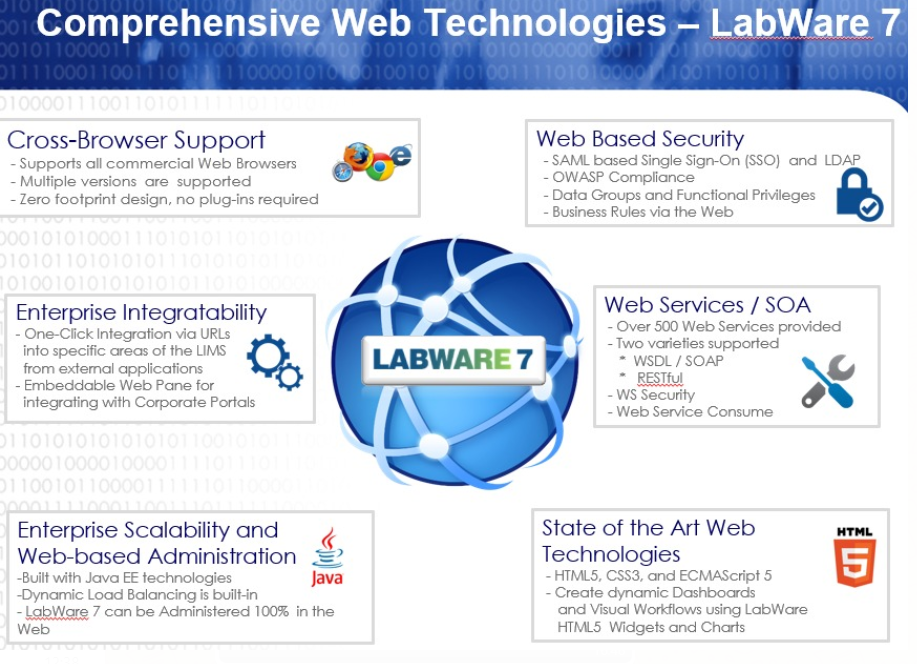 Comprehensive Web Technologies – LabWare 7
Cross-Browser Support
- Supports all commercial Web Browsers
- Multiple versions are supported
- Zero footprint design, no plug-ins required
Web Based Security
- SAML based Single Sign-On (SSO) and LDAP
- OWASP Compliance
- Data Groups and Functional Privileges
- Business Rules via the Web
Enterprise Integratability
- One-Click Integration via URLs
into specific areas of the LIMS
from external applications
- Embeddable Web Pane for
integrating with Corporate Portals
LABWARE 7
Web Services / SOA
- Over 500 Web Services provided
- Two varieties supported
* WSDL / SOAP
* RESTful
- WS Security
- Web Service Consume
Enterprise Scalability and
Web-based Administration
-Built with Java EE technologies
-Dynamic Load Balancing is built-in
- LabWare 7 can be Administered 100% in the
Web
Java
State of the Art Web
Technologies
- HTML5, CSS3, and ECMAScript 5
- Create dynamic Dashboards
and Visual Workflows using LabWare
HTML5 Widgets and Charts
HTML
5